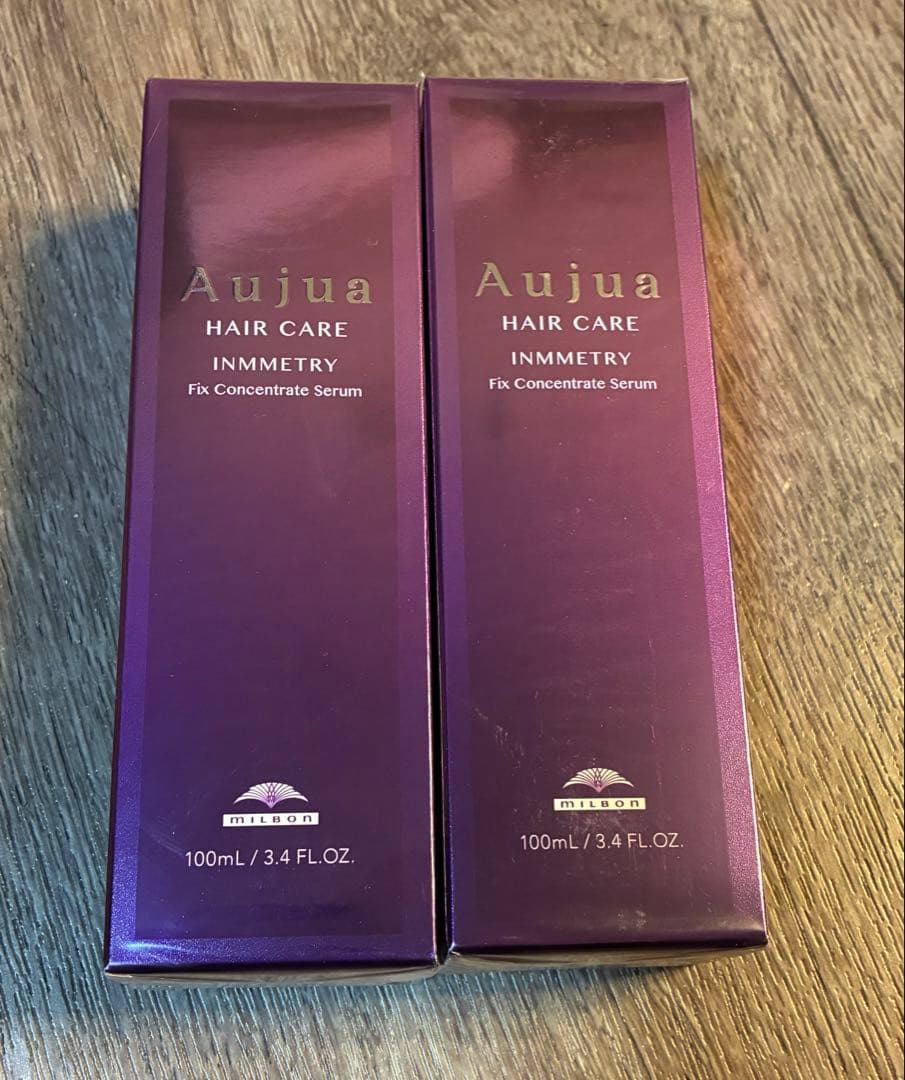 Aujua
HAIR CARE
INMMETRY
Fix Concentrate Serum
MILBON
100mL / 3.4 FL.OZ.
Aujua
HAIR CARE
INMMETRY
Fix Concentrate Serum
MILBON
100mL / 3.4 FL.OZ.